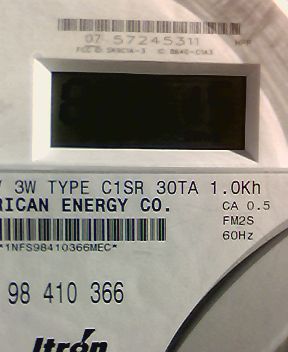 07 57245311
3W TYPE C1SR 30TA 1.0Kh
RICAN ENERGY CO.
CA 0.5
FM2S
60Hz
*1NFS98410366MEC*
98 410 366
Itrón